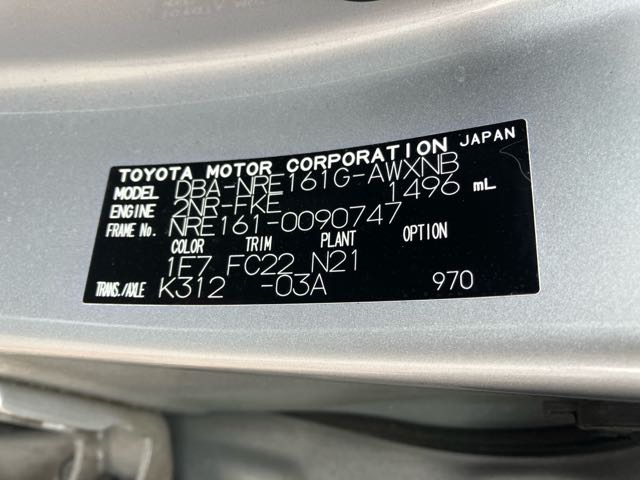 TOYOTA MOTOR CORPORATION JAPAN
MODEL DBA-NRE161G-AWXNB
ENGINE 2NR-FKE 1496 mL
FRAME No. NRE161-0090747
COLOR TRIM PLANT OPTION
1E7 FC22 N21
TRANS./AXLE K312 -03A 970